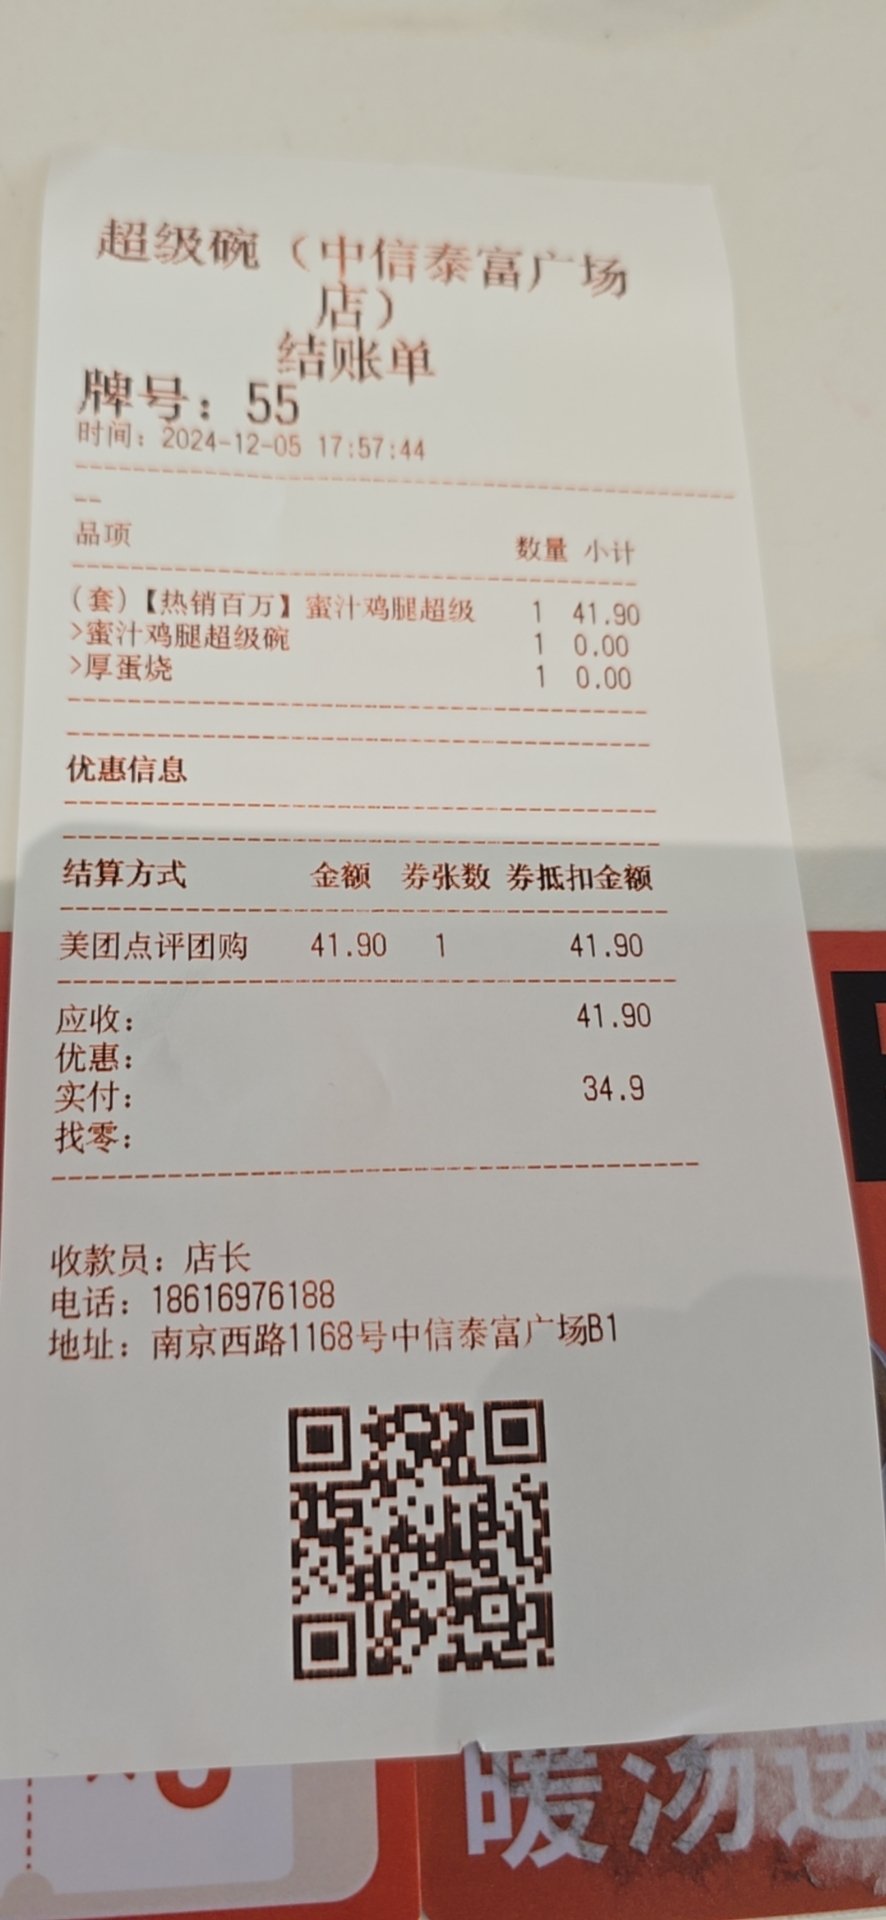 超级碗（中信泰富广场
店）
结账单
牌号：55
时间：2024-12-05 17:57:44
品项 数量 小计
(套)【热销百万】蜜汁鸡腿超级 1 41.90
>蜜汁鸡腿超级碗 1 0.00
>厚蛋烧 1 0.00
优惠信息
结算方式 金额 券张数 券抵扣金额
美团点评团购 41.90 1 41.90
应收： 41.90
优惠：
实付： 34.9
找零：
收款员：店长
电话：18616976188
地址：南京西路1168号中信泰富广场B1
暖汤送